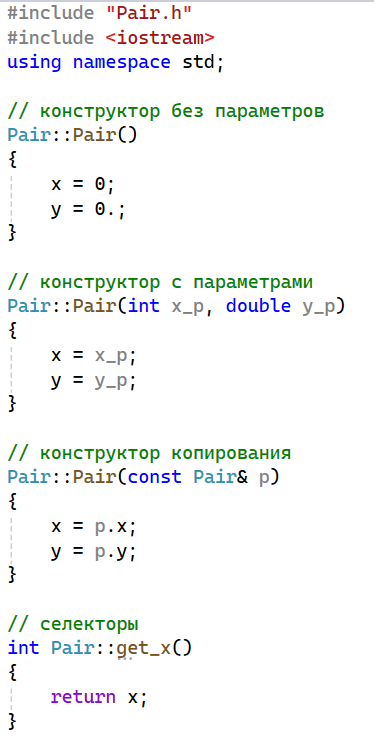 #include "Pair.h"
#include <iostream>
using namespace std;
// конструктор без параметров
Pair::Pair()
{
    x = 0;
    y = 0.;
}
// конструктор с параметрами
Pair::Pair(int x_p, double y_p)
{
    x = x_p;
    y = y_p;
}
// конструктор копирования
Pair::Pair(const Pair& p)
{
    x = p.x;
    y = p.y;
}
// селекторы
int Pair::get_x()
{
    return x;
}